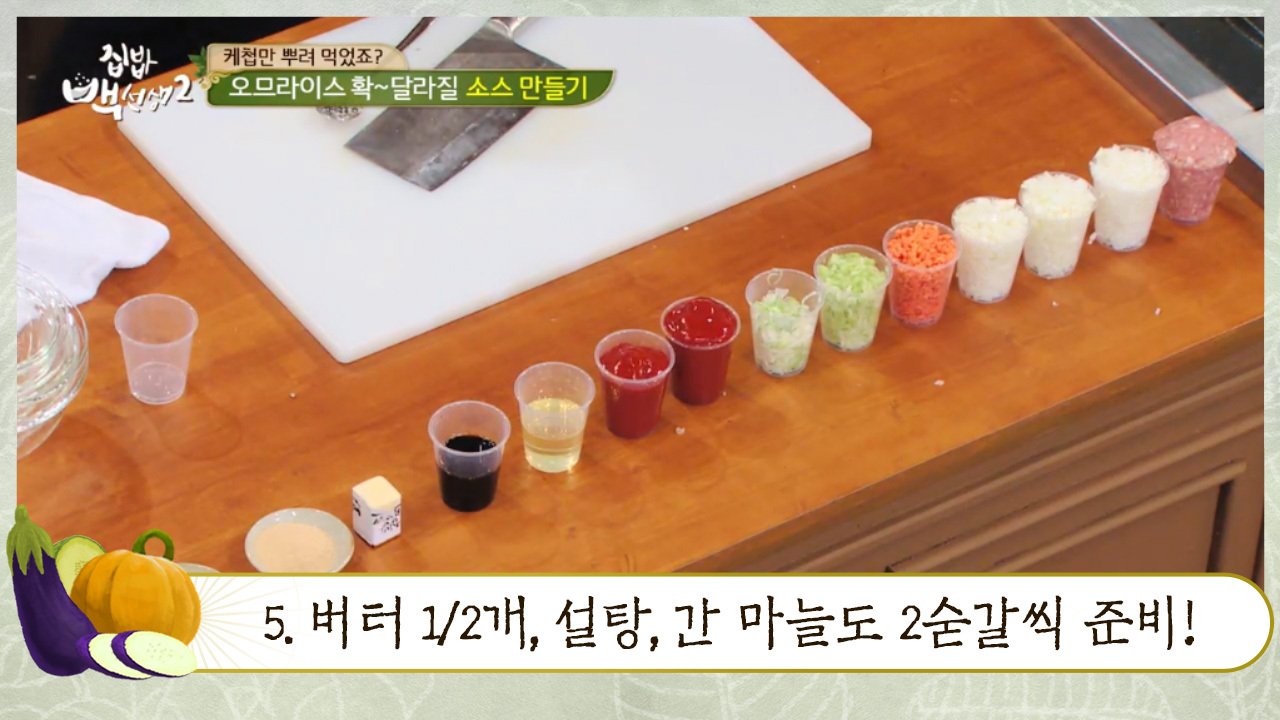 집밥
백선생2
케첩만 뿌려 먹었죠?
오므라이스 확~달라질 소스 만들기
5. 버터 1/2개, 설탕, 간 마늘도 2숟갈씩 준비!